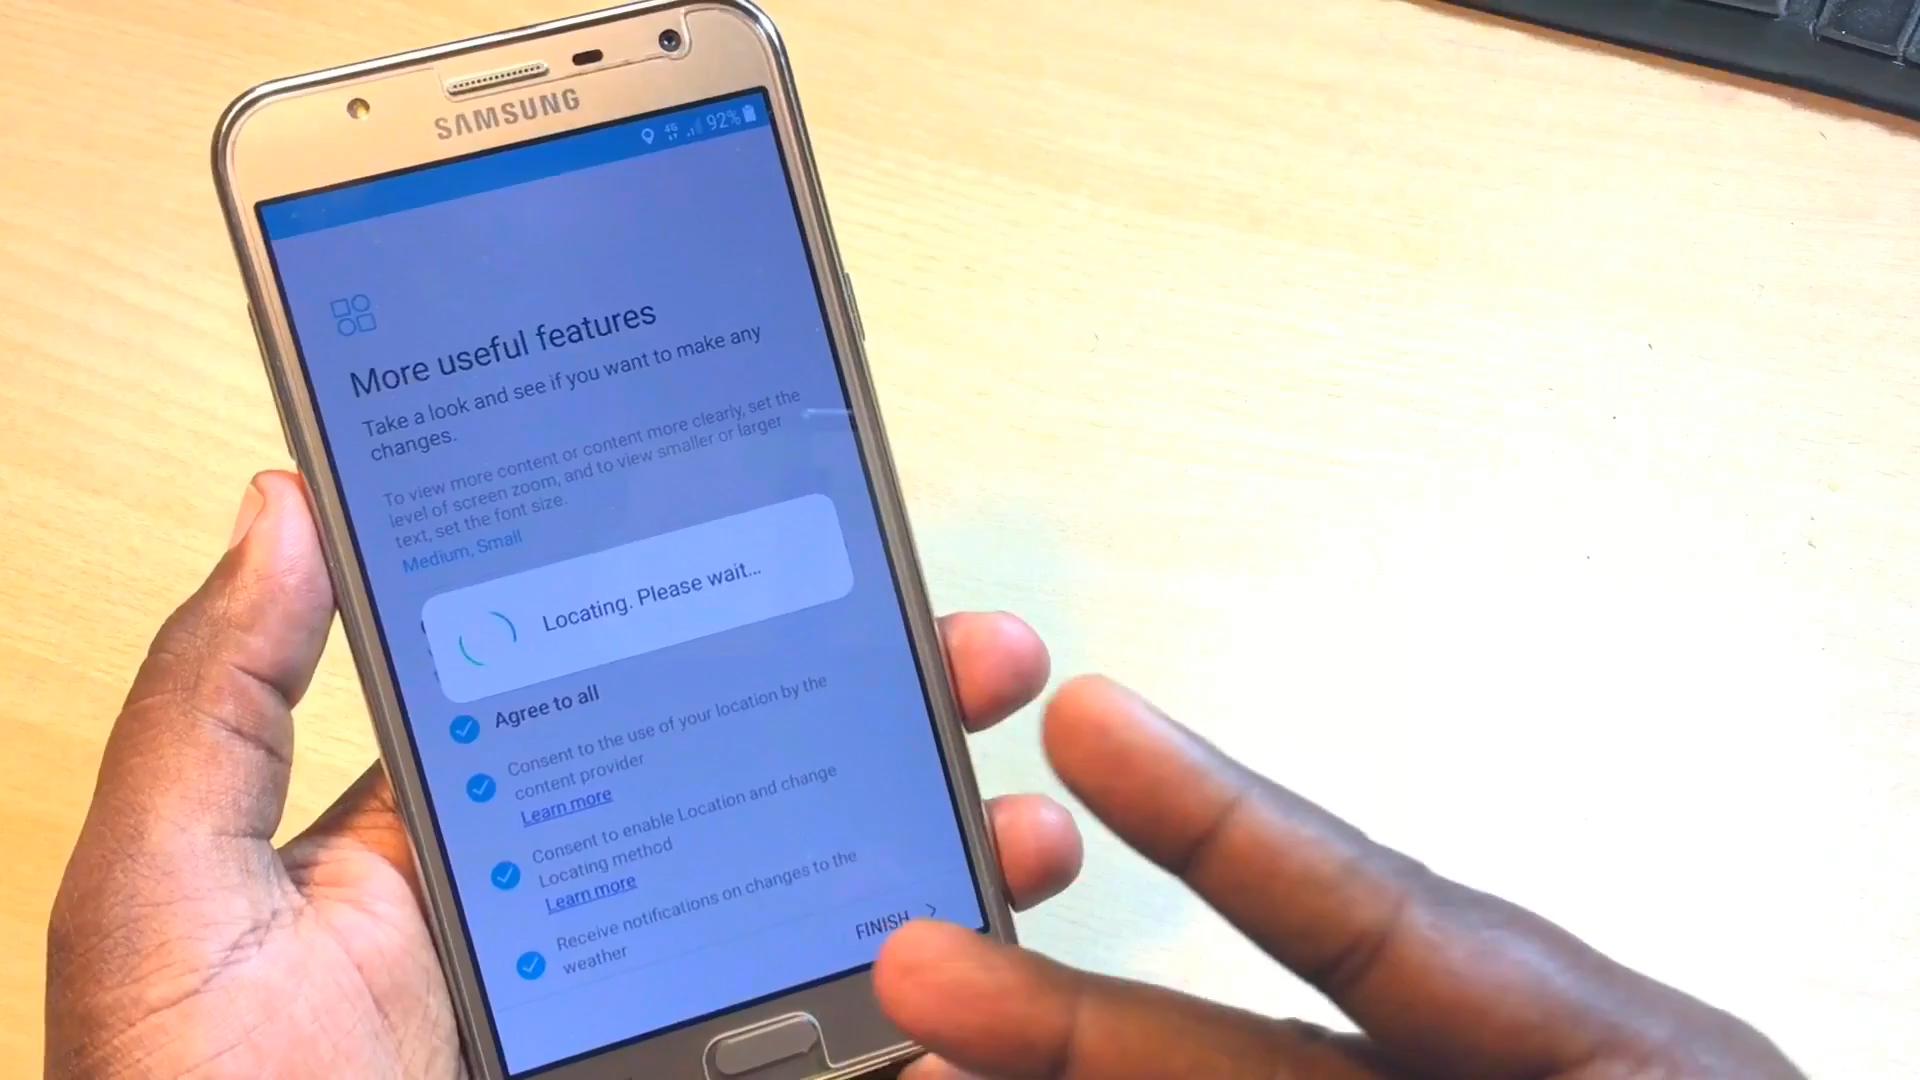 SAMSUNG
4G 92%
More useful features
Take a look and see if you want to make any
changes.
To view more content or content more clearly, set the
level of screen zoom, and to view smaller or larger
text, set the font size.
Medium, Small
Locating. Please wait...
Agree to all
Consent to the use of your location by the
content provider
Learn more
Consent to enable Location and change
Locating method
Learn more
Receive notifications on changes to the
weather
FINISH >